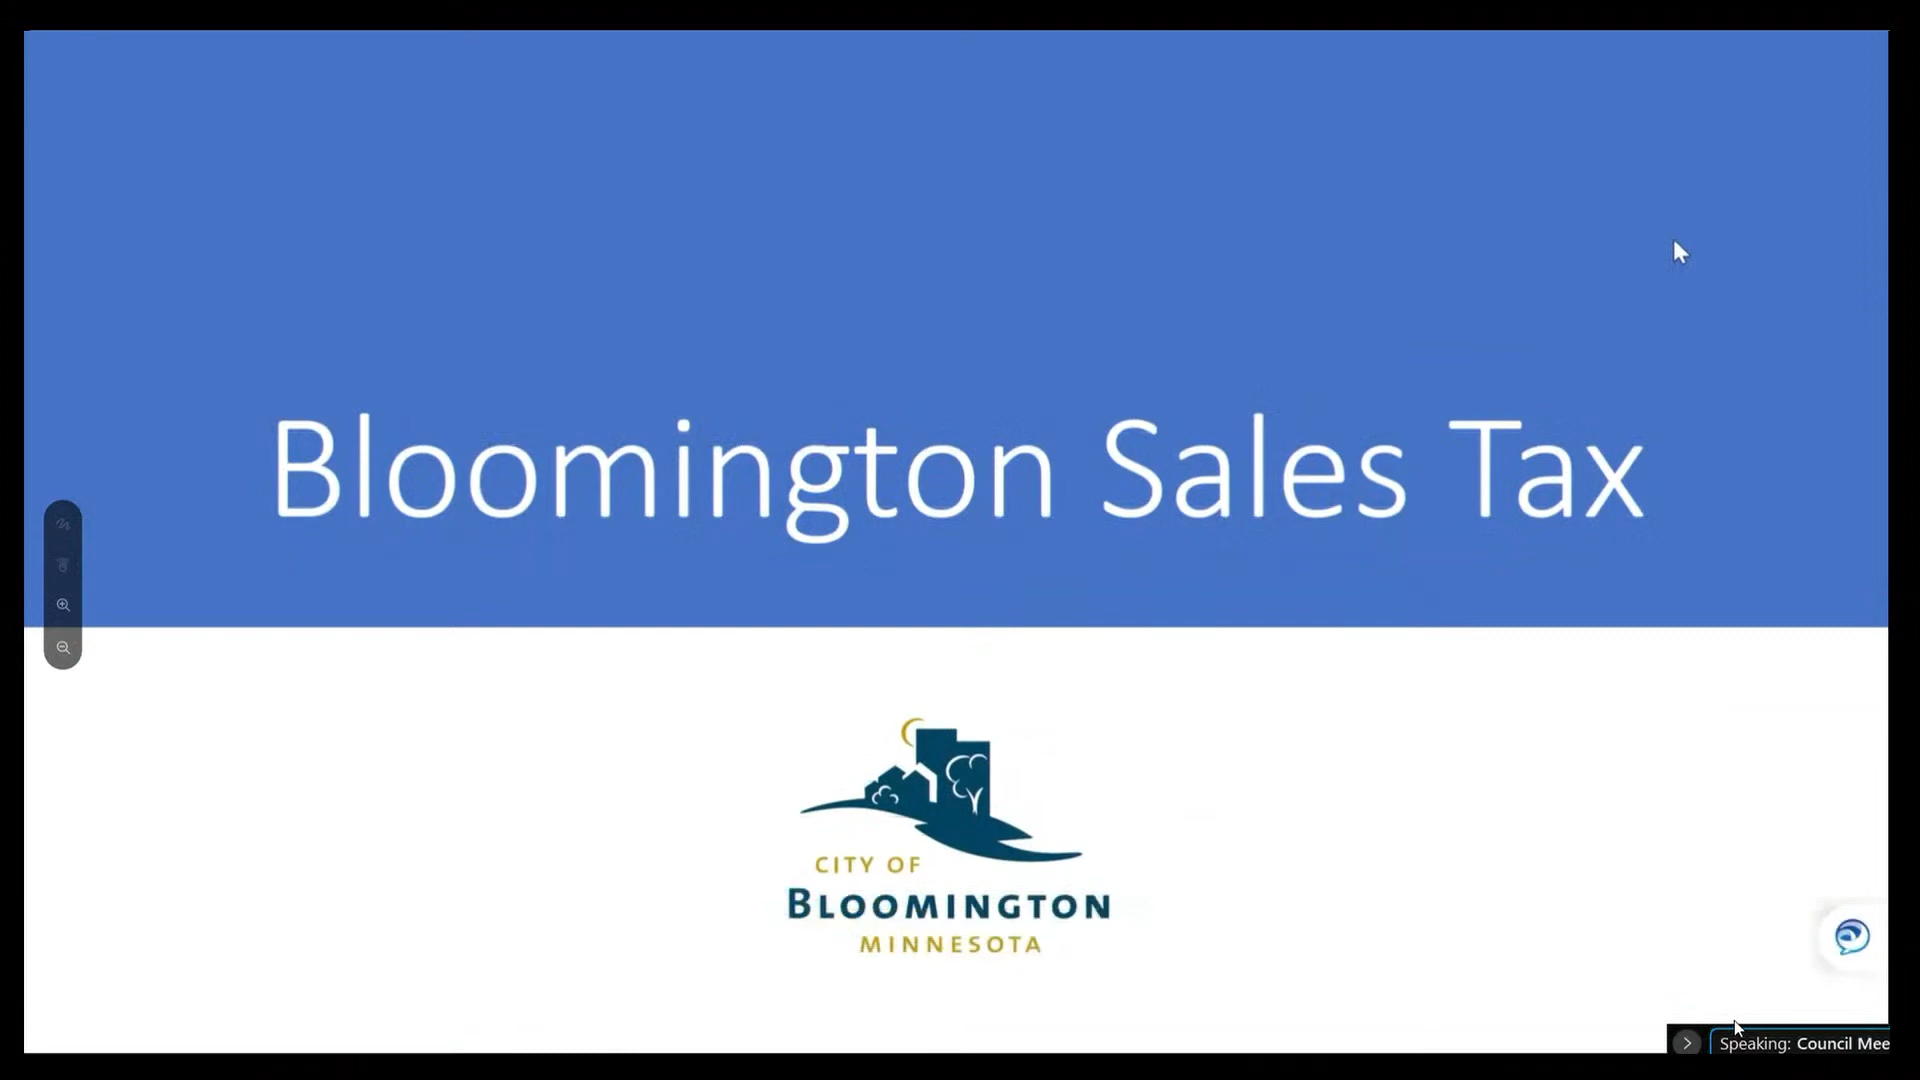 Bloomington Sales Tax
CITY OF
BLOOMINGTON
MINNESOTA
Speaking: Council Mee